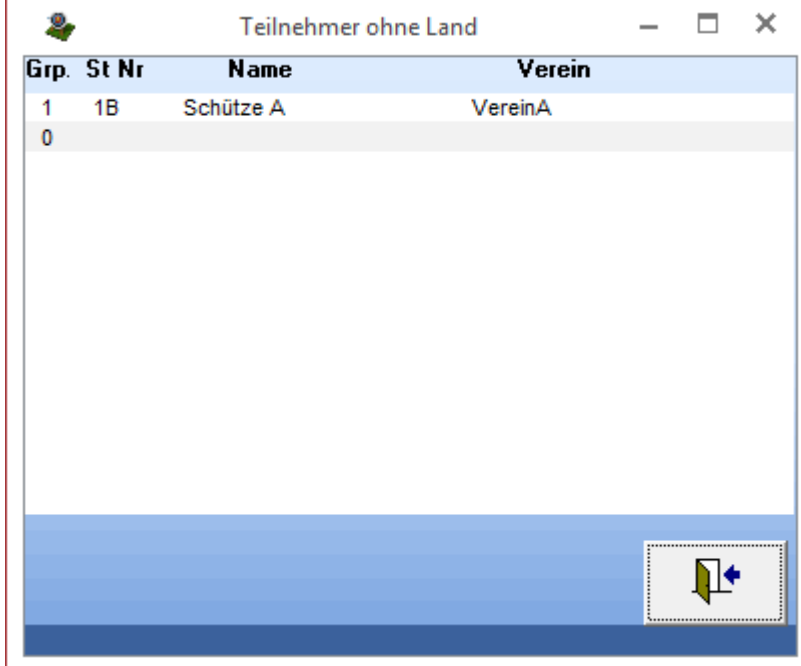 Teilnehmer ohne Land
Grp. St Nr Name Verein
1 1B Schütze A VereinA
0